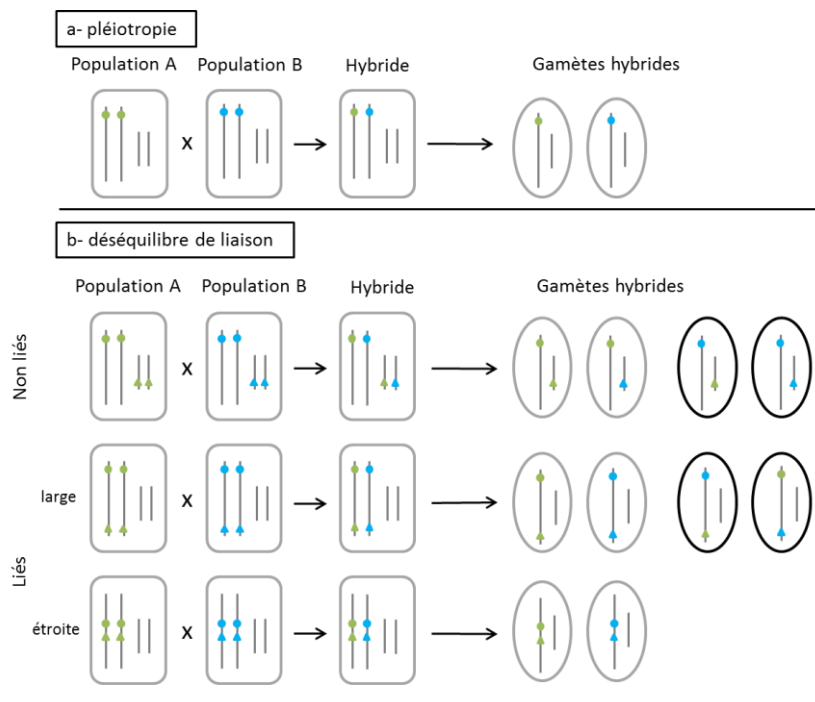 a- pléiotropie
Population A Population B Hybride Gamètes hybrides
X
b- déséquilibre de liaison
Population A Population B Hybride Gamètes hybrides
Non liés
X
Liés
large
X
étroite
X